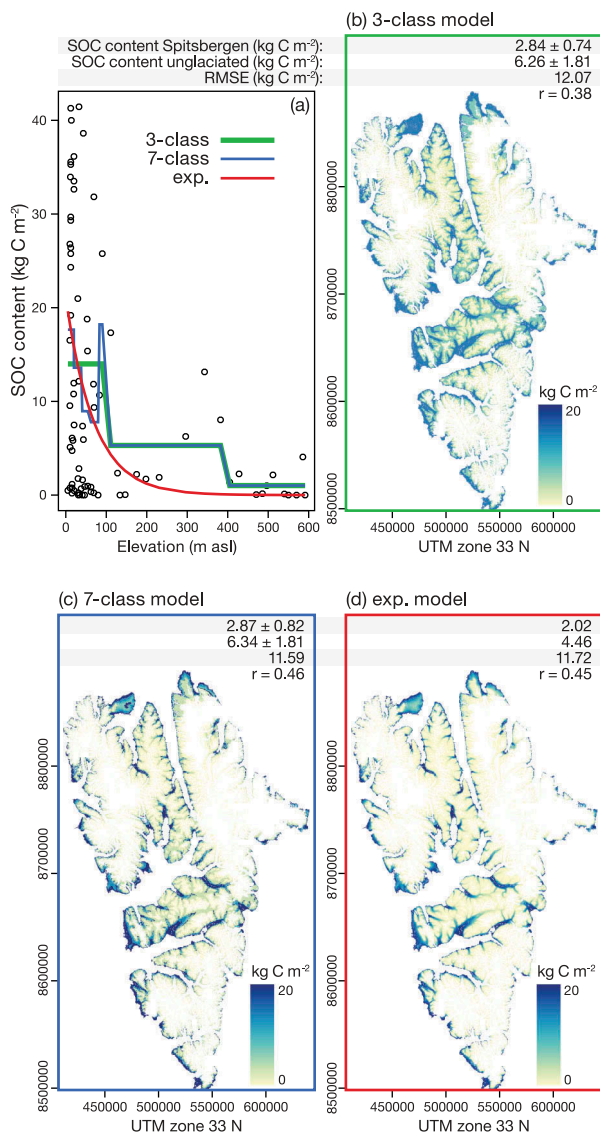 (b) 3-class model
SOC content Spitsbergen (kg C m⁻²): 2.84 ± 0.74
SOC content unglaciated (kg C m⁻²): 6.26 ± 1.81
RMSE (kg C m⁻²): 12.07
r = 0.38
(a)
3-class
7-class
exp.
SOC content (kg C m⁻²)
40
30
20
10
0
0 100 200 300 400 500 600
Elevation (m asl)
8800000
8700000
8600000
8500000
kg C m⁻²
20
0
450000 500000 550000 600000
UTM zone 33 N
(c) 7-class model
2.87 ± 0.82
6.34 ± 1.81
11.59
r = 0.46
8800000
8700000
8600000
8500000
kg C m⁻²
20
0
450000 500000 550000 600000
UTM zone 33 N
(d) exp. model
2.02
4.46
11.72
r = 0.45
8800000
8700000
8600000
8500000
kg C m⁻²
20
0
450000 500000 550000 600000
UTM zone 33 N